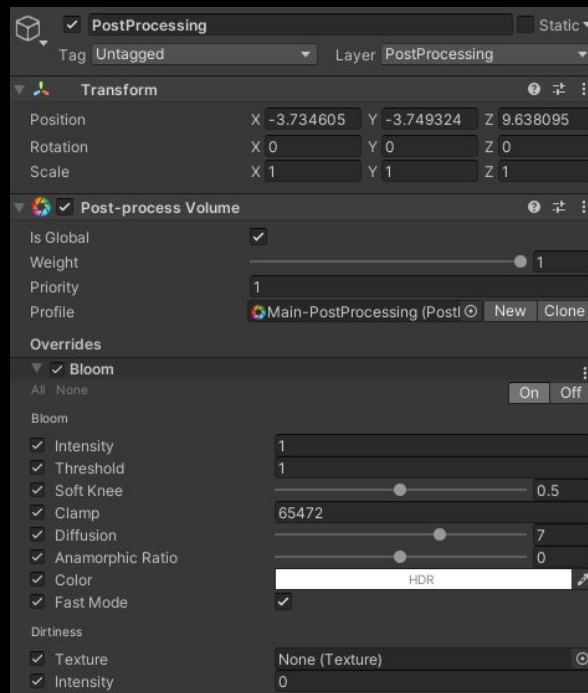 PostProcessing Static
Tag Untagged Layer PostProcessing
Transform
Position X -3.734605 Y -3.749324 Z 9.638095
Rotation X 0 Y 0 Z 0
Scale X 1 Y 1 Z 1
Post-process Volume
Is Global
Weight 1
Priority 1
Profile Main-PostProcessing (Postl New Clone
Overrides
Bloom
All None On Off
Bloom
Intensity 1
Threshold 1
Soft Knee 0.5
Clamp 65472
Diffusion 7
Anamorphic Ratio 0
Color HDR
Fast Mode
Dirtiness
Texture None (Texture)
Intensity 0